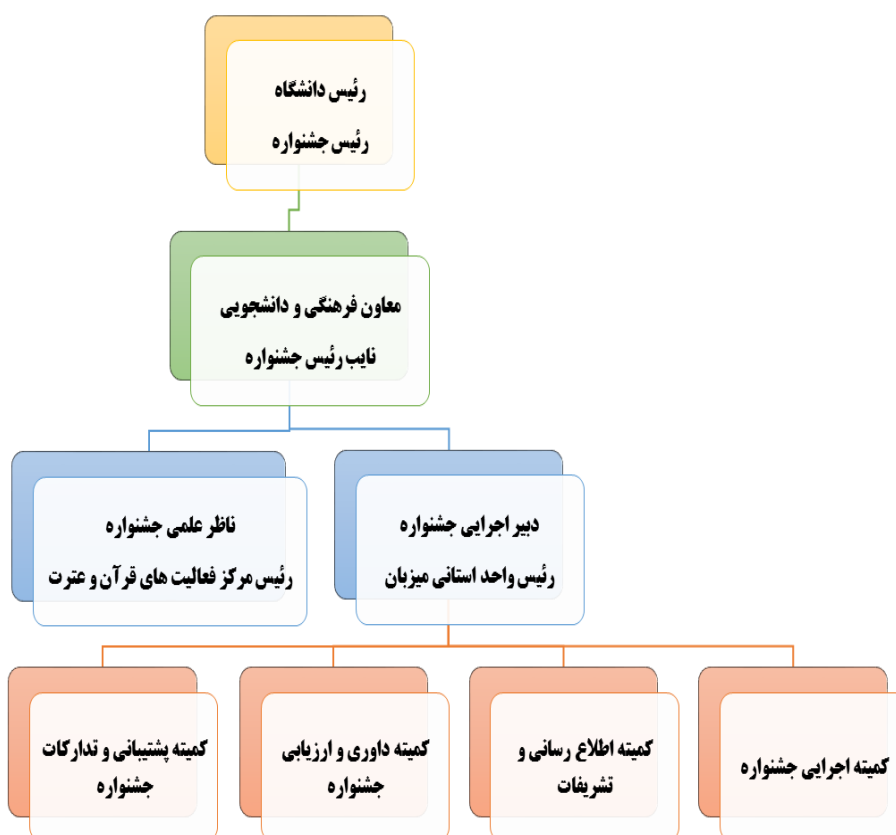 رئیس دانشگاه
رئیس جشنواره
معاون فرهنگی و دانشجویی
نایب رئیس جشنواره
دبیر اجرایی جشنواره
رئیس واحد استانی میزبان
ناظر علمی جشنواره
رئیس مرکز فعالیت های قرآن و عترت
کمیته اجرایی جشنواره
کمیته اطلاع رسانی و
تشریفات
کمیته داوری و ارزیابی
جشنواره
کمیته پشتیبانی و تدارکات
جشنواره